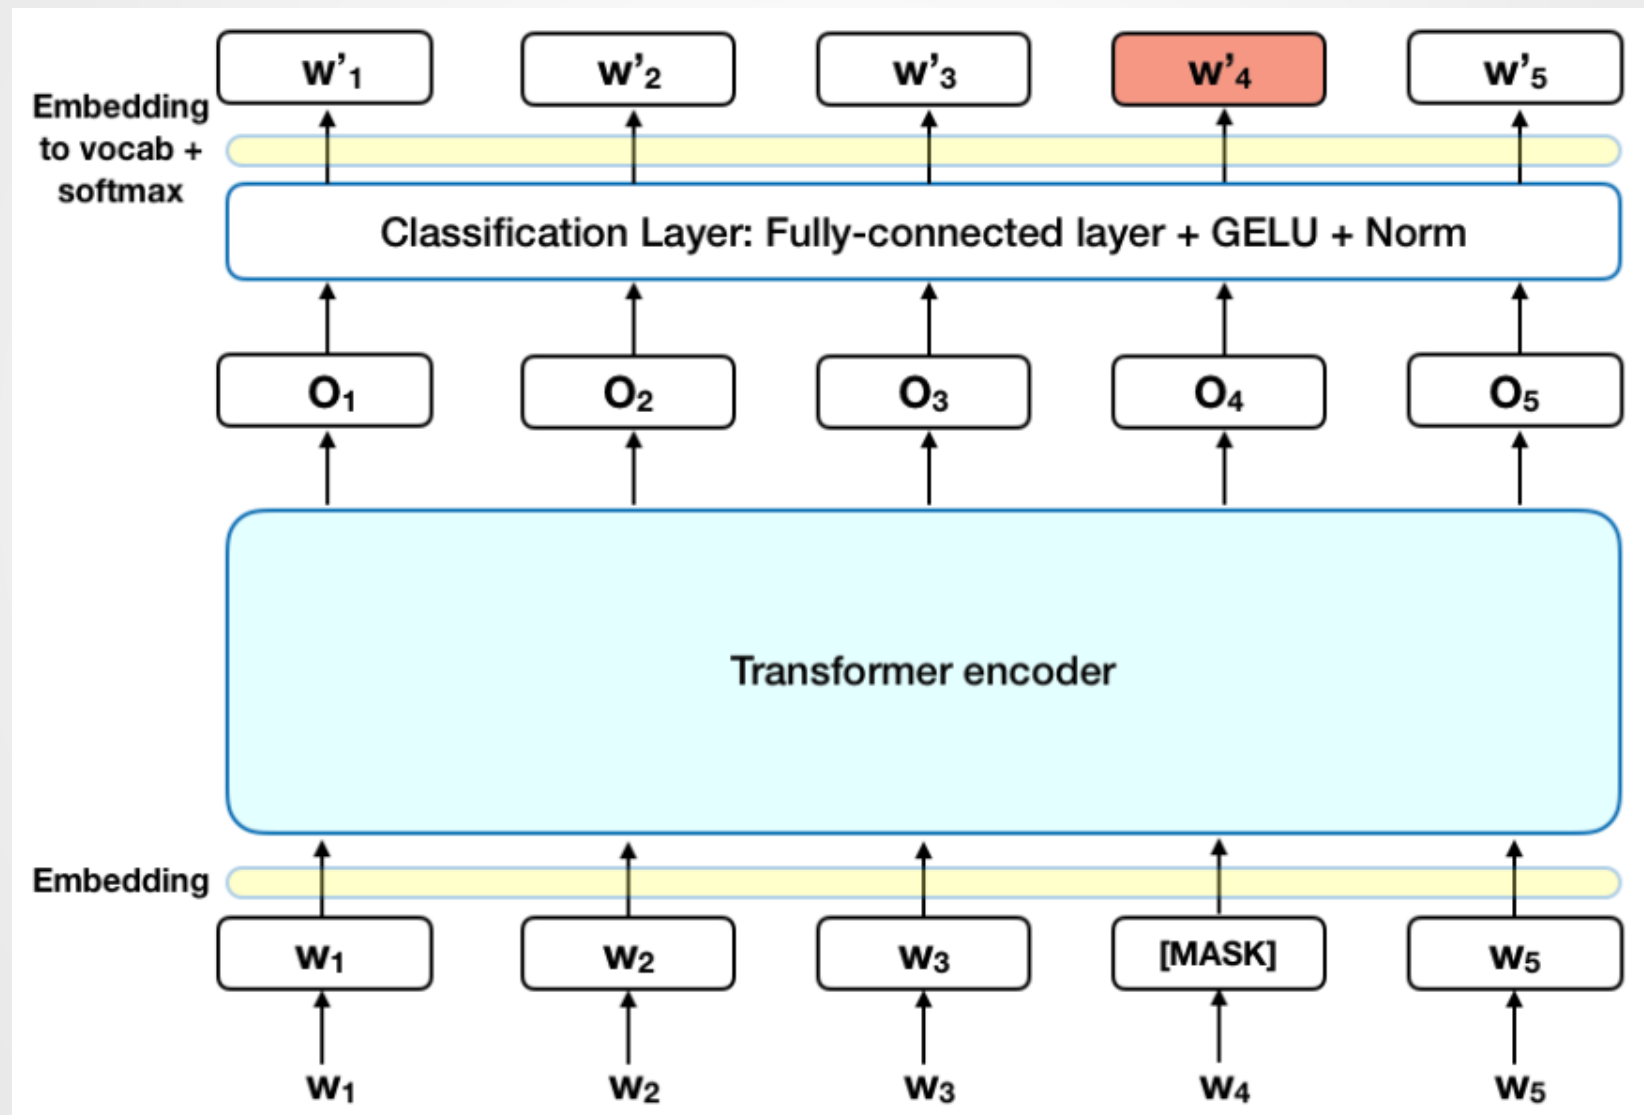 w’₁ w’₂ w’₃ w’₄ w’₅
Embedding
to vocab +
softmax
Classification Layer: Fully-connected layer + GELU + Norm
O₁ O₂ O₃ O₄ O₅
Transformer encoder
Embedding
w₁ w₂ w₃ [MASK] w₅
w₁ w₂ w₃ w₄ w₅